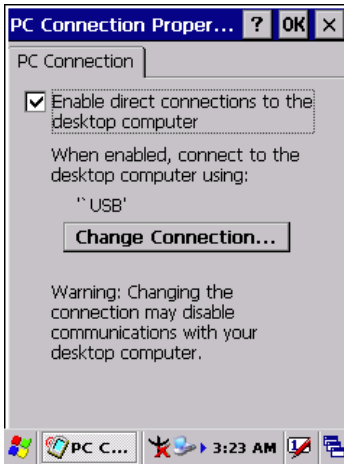 PC Connection Proper... ? OK ×
PC Connection
Enable direct connections to the
desktop computer
When enabled, connect to the
desktop computer using:
'`USB'
Change Connection...
Warning: Changing the
connection may disable
communications with your
desktop computer.
PC C... 3:23 AM